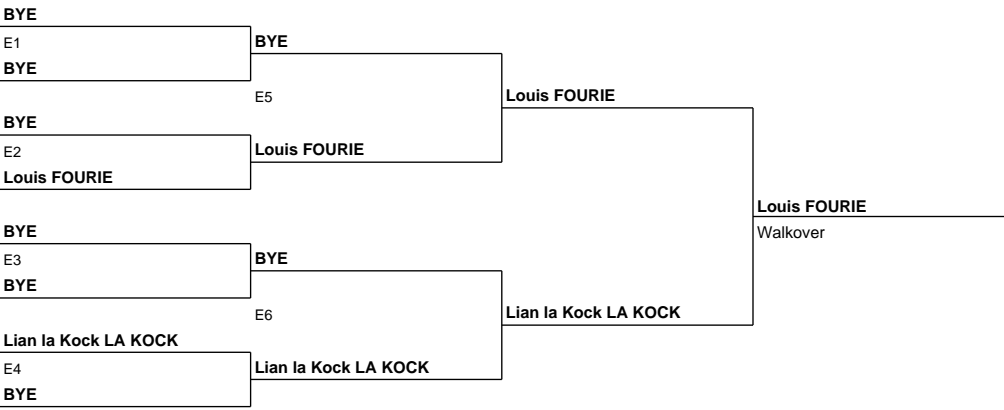 BYE
E1
BYE
BYE
E5
Louis FOURIE
BYE
E2
Louis FOURIE
Louis FOURIE
Louis FOURIE
Walkover
BYE
E3
BYE
BYE
E6
Lian la Kock LA KOCK
Lian la Kock LA KOCK
E4
Lian la Kock LA KOCK
BYE